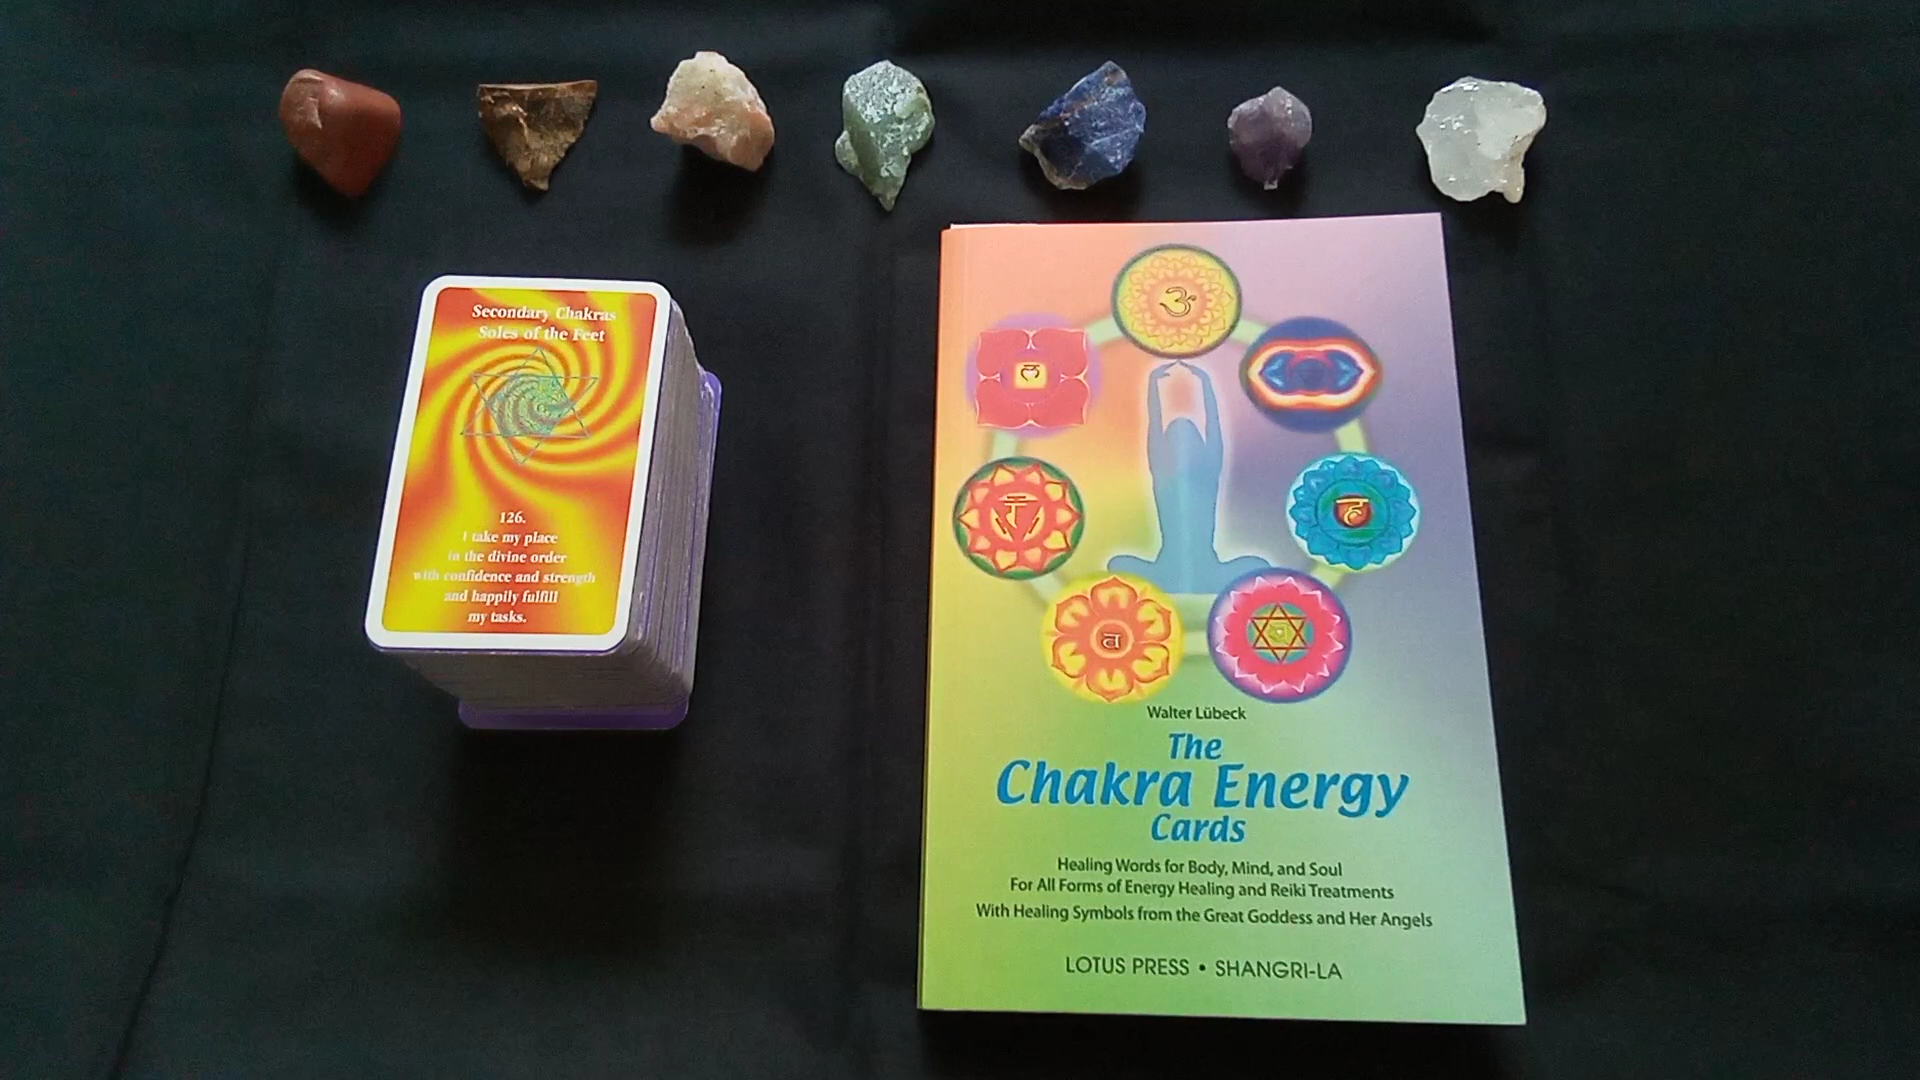 Secondary Chakras
Soles of the Feet
126.
I take my place
in the divine order
with confidence and strength
and happily fulfill
my tasks.
ॐ
लं
रं
हं
वं
Walter Lübeck
The
Chakra Energy
Cards
Healing Words for Body, Mind, and Soul
For All Forms of Energy Healing and Reiki Treatments
With Healing Symbols from the Great Goddess and Her Angels
LOTUS PRESS • SHANGRI-LA